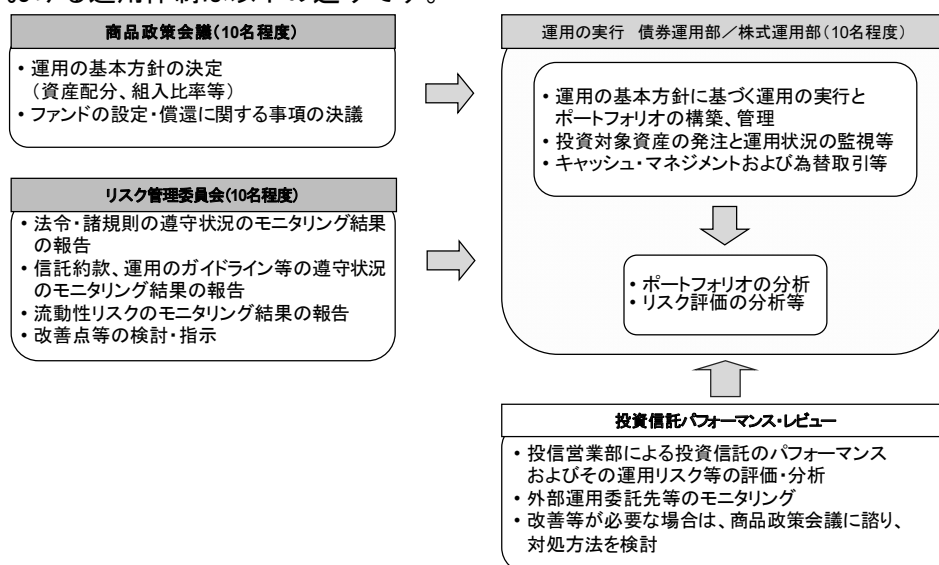 おける運用体制は以下の通りです。
商品政策会議(10名程度)
・運用の基本方針の決定
(資産配分、組入比率等)
・ファンドの設定・償還に関する事項の決議
リスク管理委員会(10名程度)
・法令・諸規則の遵守状況のモニタリング結果
の報告
・信託約款、運用のガイドライン等の遵守状況
のモニタリング結果の報告
・流動性リスクのモニタリング結果の報告
・改善点等の検討・指示
運用の実行 債券運用部/株式運用部(10名程度)
・運用の基本方針に基づく運用の実行と
ポートフォリオの構築、管理
・投資対象資産の発注と運用状況の監視等
・キャッシュ・マネジメントおよび為替取引等
・ポートフォリオの分析
・リスク評価の分析等
投資信託パフォーマンス・レビュー
・投信営業部による投資信託のパフォーマンス
およびその運用リスク等の評価・分析
・外部運用委託先等のモニタリング
・改善等が必要な場合は、商品政策会議に諮り、
対処方法を検討